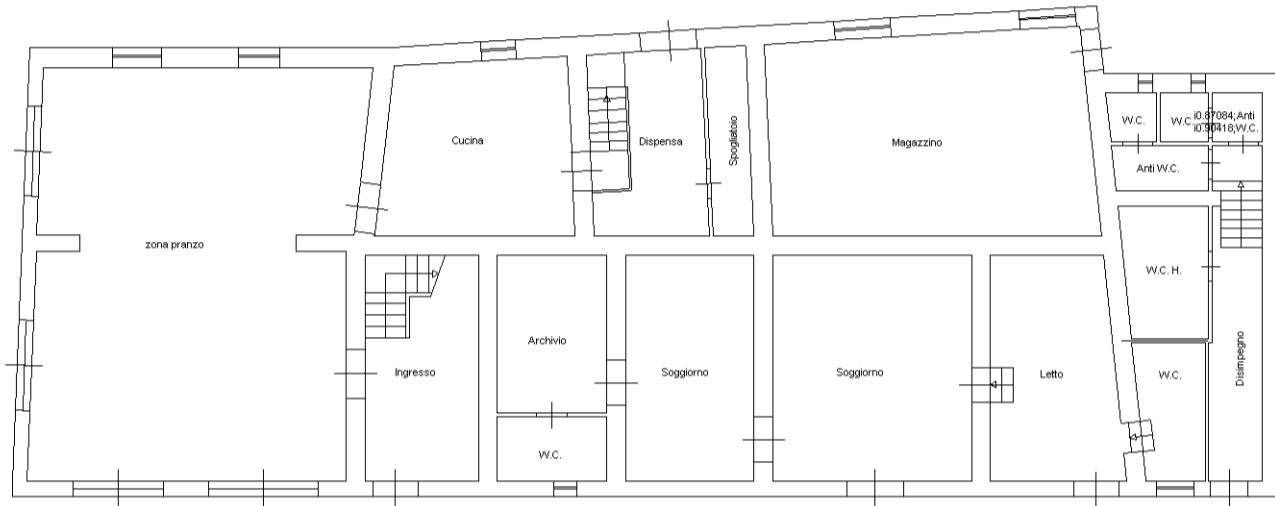 W.C.
W.C.
i0.87084;Anti
i0.90418;W.C.
Cucina
Dispensa
Spogliatoio
Magazzino
Anti W.C.
zona pranzo
W.C. H.
Archivio
Ingresso
Soggiorno
Soggiorno
Letto
W.C.
Disimpegno
W.C.